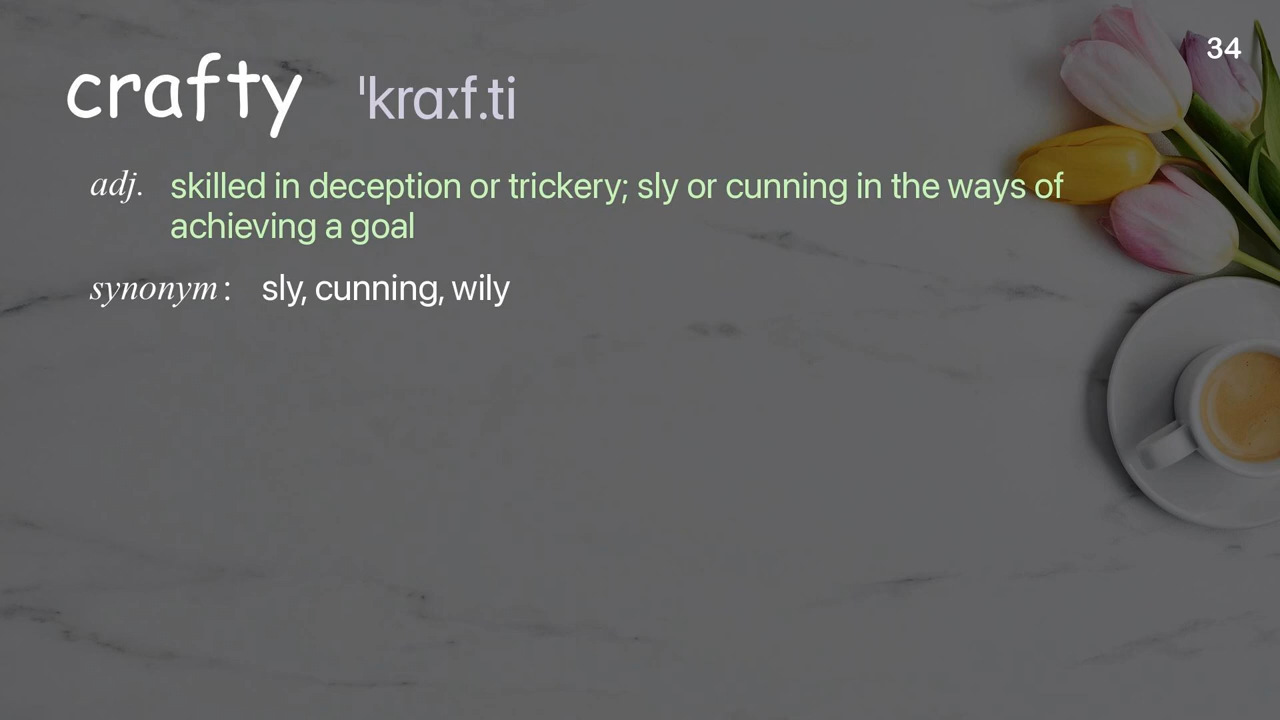 34
crafty ˈkrɑːf.ti
adj. skilled in deception or trickery; sly or cunning in the ways of
achieving a goal
synonym : sly, cunning, wily